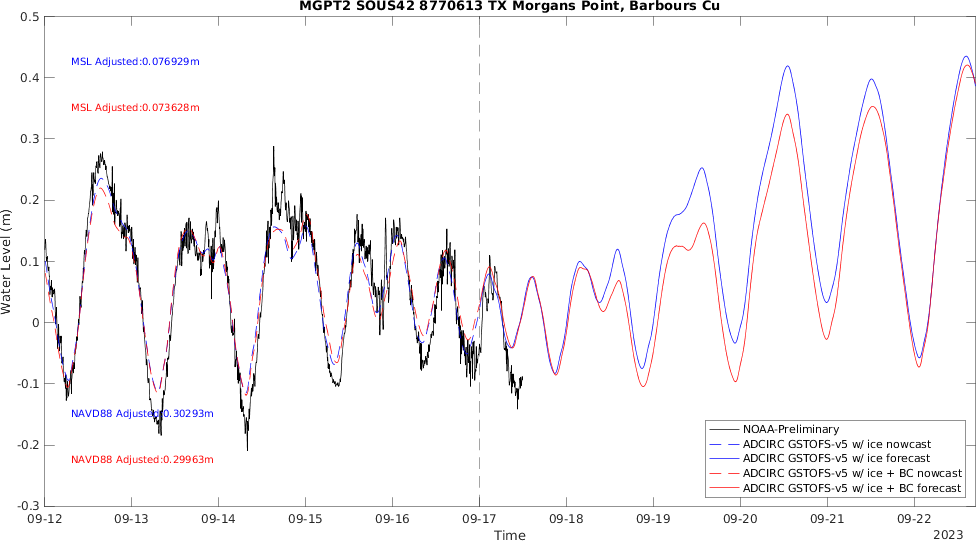 MGPT2 SOUS42 8770613 TX Morgans Point, Barbours Cu
0.5
0.4
0.3
0.2
0.1
0
-0.1
-0.2
-0.3
Water Level (m)
MSL Adjusted:0.076929m
MSL Adjusted:0.073628m
NAVD88 Adjusted:0.30293m
NAVD88 Adjusted:0.29963m
NOAA-Preliminary
ADCIRC GSTOFS-v5 w/ ice nowcast
ADCIRC GSTOFS-v5 w/ ice forecast
ADCIRC GSTOFS-v5 w/ ice + BC nowcast
ADCIRC GSTOFS-v5 w/ ice + BC forecast
09-12 09-13 09-14 09-15 09-16 09-17 09-18 09-19 09-20 09-21 09-22
Time
2023